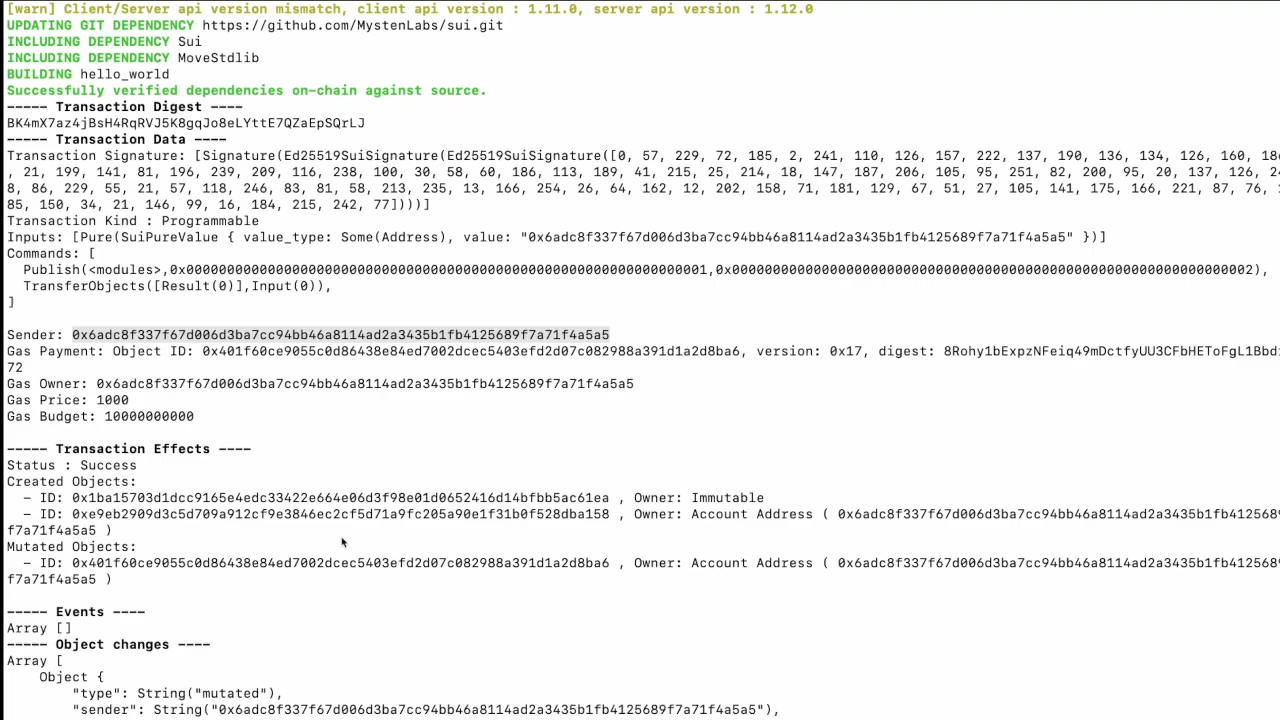 [warn] Client/Server api version mismatch, client api version : 1.11.0, server api version : 1.12.0
UPDATING GIT DEPENDENCY https://github.com/MystenLabs/sui.git
INCLUDING DEPENDENCY Sui
INCLUDING DEPENDENCY MoveStdlib
BUILDING hello_world
Successfully verified dependencies on-chain against source.
----- Transaction Digest ----
BK4mX7az4jBsH4RqRVJ5K8gqJo8eLYttE7QZaEpSQrLJ
----- Transaction Data ----
Transaction Signature: [Signature(Ed25519SuiSignature(Ed25519SuiSignature([0, 57, 229, 72, 185, 2, 241, 110, 126, 157, 222, 137, 190, 136, 134, 126, 160, 186
, 21, 199, 141, 81, 196, 239, 209, 116, 238, 100, 30, 58, 60, 186, 113, 189, 41, 215, 25, 214, 18, 147, 187, 206, 105, 95, 251, 82, 200, 95, 20, 137, 126, 24
8, 86, 229, 55, 21, 57, 118, 246, 83, 81, 58, 213, 235, 13, 166, 254, 26, 64, 162, 12, 202, 158, 71, 181, 129, 67, 51, 27, 105, 141, 175, 166, 221, 87, 76,
85, 150, 34, 21, 146, 99, 16, 184, 215, 242, 77]))))]
Transaction Kind : Programmable
Inputs: [Pure(SuiPureValue { value_type: Some(Address), value: "0x6adc8f337f67d006d3ba7cc94bb46a8114ad2a3435b1fb4125689f7a71f4a5a5" })]
Commands: [
Publish(<modules>,0x0000000000000000000000000000000000000000000000000000000000000001,0x0000000000000000000000000000000000000000000000000000000000000002),
TransferObjects([Result(0)],Input(0)),
]
Sender: 0x6adc8f337f67d006d3ba7cc94bb46a8114ad2a3435b1fb4125689f7a71f4a5a5
Gas Payment: Object ID: 0x401f60ce9055c0d86438e84ed7002dcec5403efd2d07c082988a391d1a2d8ba6, version: 0x17, digest: 8Rohy1bExpzNFeiq49mDctfyUU3CFbHEToFgL1Bbd
72
Gas Owner: 0x6adc8f337f67d006d3ba7cc94bb46a8114ad2a3435b1fb4125689f7a71f4a5a5
Gas Price: 1000
Gas Budget: 10000000000
----- Transaction Effects ----
Status : Success
Created Objects:
- ID: 0x1ba15703d1dcc9165e4edc33422e664e06d3f98e01d0652416d14bfbb5ac61ea , Owner: Immutable
- ID: 0xe9eb2909d3c5d709a912cf9e3846ec2cf5d71a9fc205a90e1f31b0f528dba158 , Owner: Account Address ( 0x6adc8f337f67d006d3ba7cc94bb46a8114ad2a3435b1fb412568
f7a71f4a5a5 )
Mutated Objects:
- ID: 0x401f60ce9055c0d86438e84ed7002dcec5403efd2d07c082988a391d1a2d8ba6 , Owner: Account Address ( 0x6adc8f337f67d006d3ba7cc94bb46a8114ad2a3435b1fb412568
f7a71f4a5a5 )
----- Events ----
Array []
----- Object changes ----
Array [
Object {
"type": String("mutated"),
"sender": String("0x6adc8f337f67d006d3ba7cc94bb46a8114ad2a3435b1fb4125689f7a71f4a5a5"),